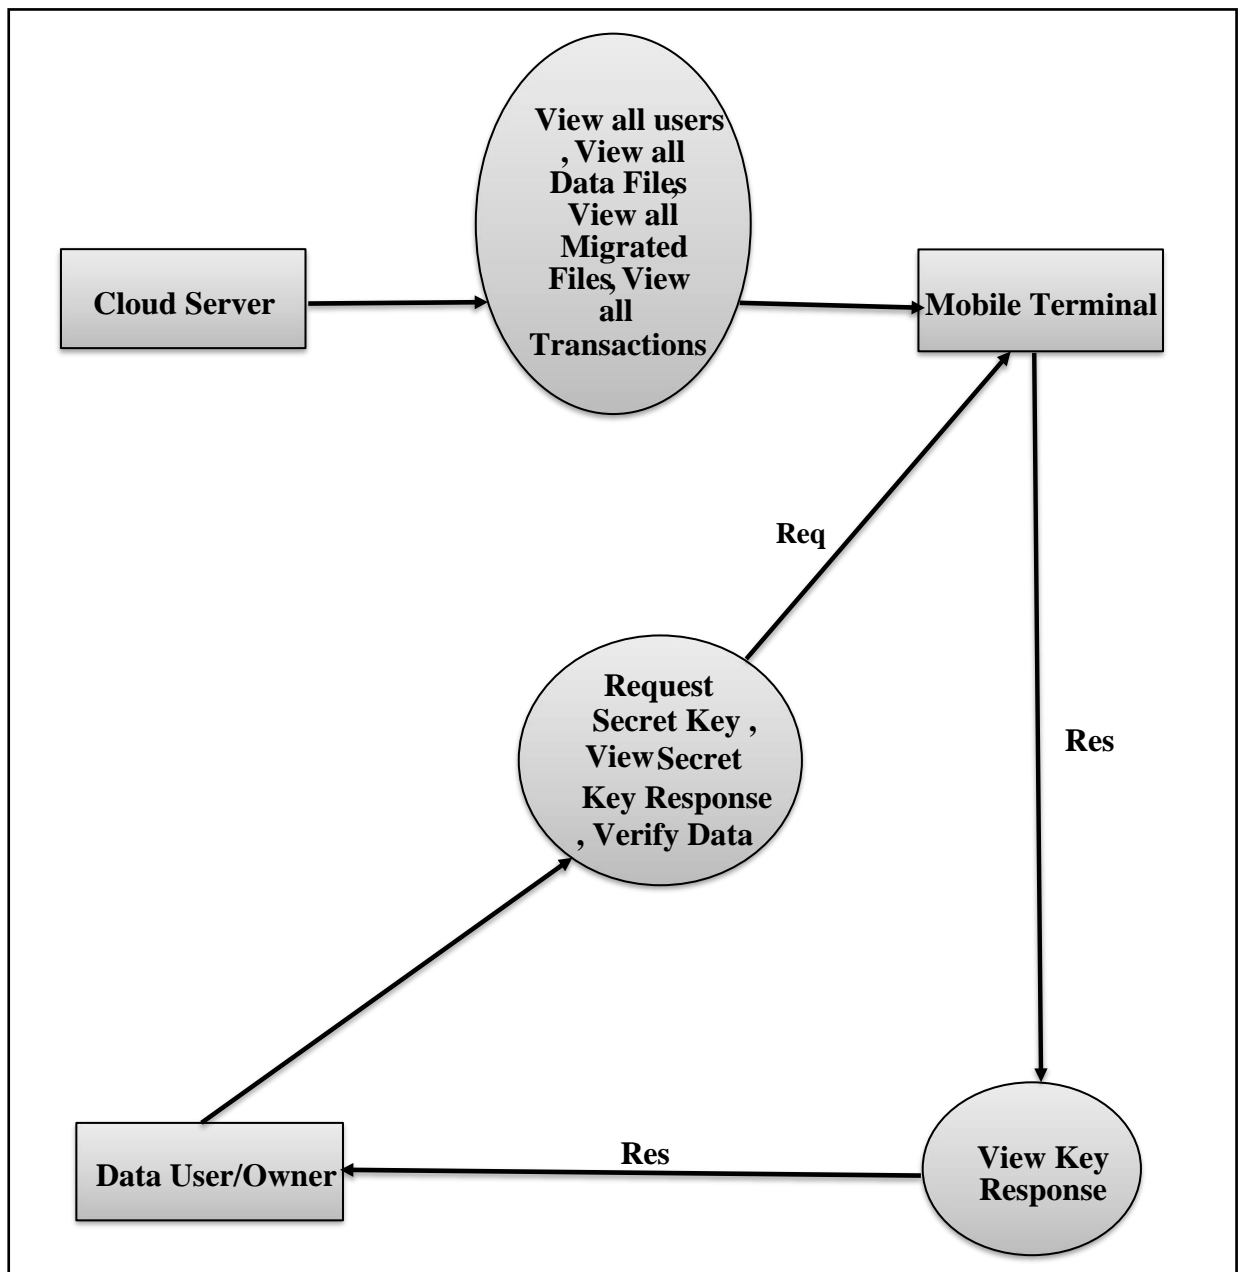 View all users
, View all
Data Files,
View all
Migrated
Files, View
all
Transactions
Cloud Server
Mobile Terminal
Req
Request
Secret Key ,
View Secret
Key Response
, Verify Data
Res
Data User/Owner
Res
View Key
Response